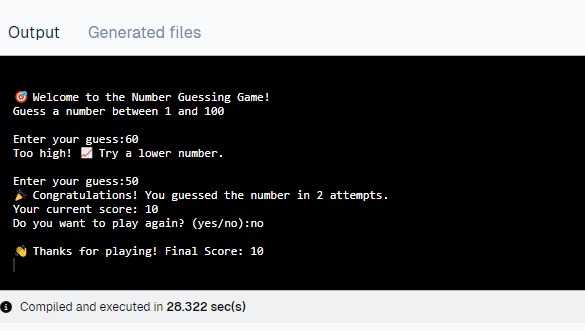 Output Generated files
🎯 Welcome to the Number Guessing Game!
Guess a number between 1 and 100
Enter your guess:60
Too high! 📈 Try a lower number.
Enter your guess:50
🎉 Congratulations! You guessed the number in 2 attempts.
Your current score: 10
Do you want to play again? (yes/no):no
👋 Thanks for playing! Final Score: 10
Compiled and executed in 28.322 sec(s)